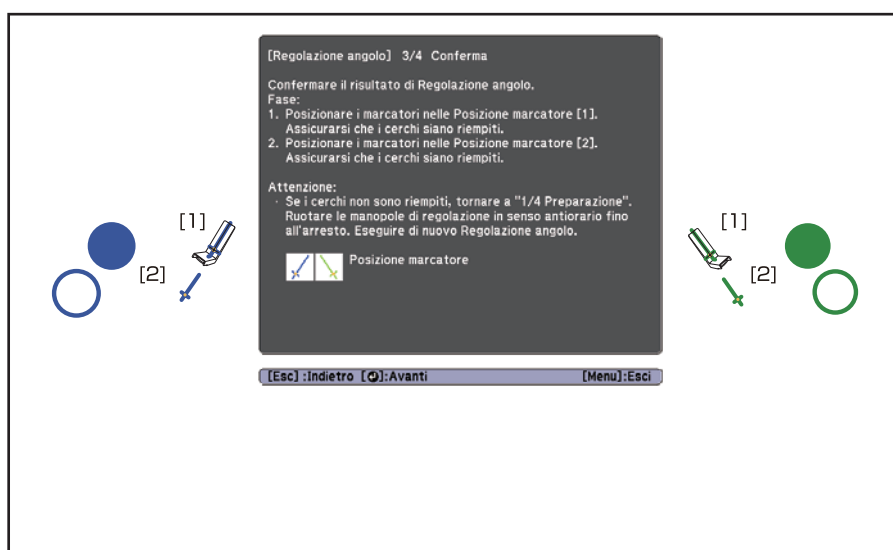 [Regolazione angolo] 3/4 Conferma
Confermare il risultato di Regolazione angolo.
Fase:
1. Posizionare i marcatori nelle Posizione marcatore [1].
Assicurarsi che i cerchi siano riempiti.
2. Posizionare i marcatori nelle Posizione marcatore [2].
Assicurarsi che i cerchi siano riempiti.
Attenzione:
· Se i cerchi non sono riempiti, tornare a "1/4 Preparazione".
Ruotare le manopole di regolazione in senso antiorario fino
all'arresto. Eseguire di nuovo Regolazione angolo.
Posizione marcatore
[1]
[2]
[1]
[2]
[Esc] :Indietro [⏎]:Avanti [Menu]:Esci